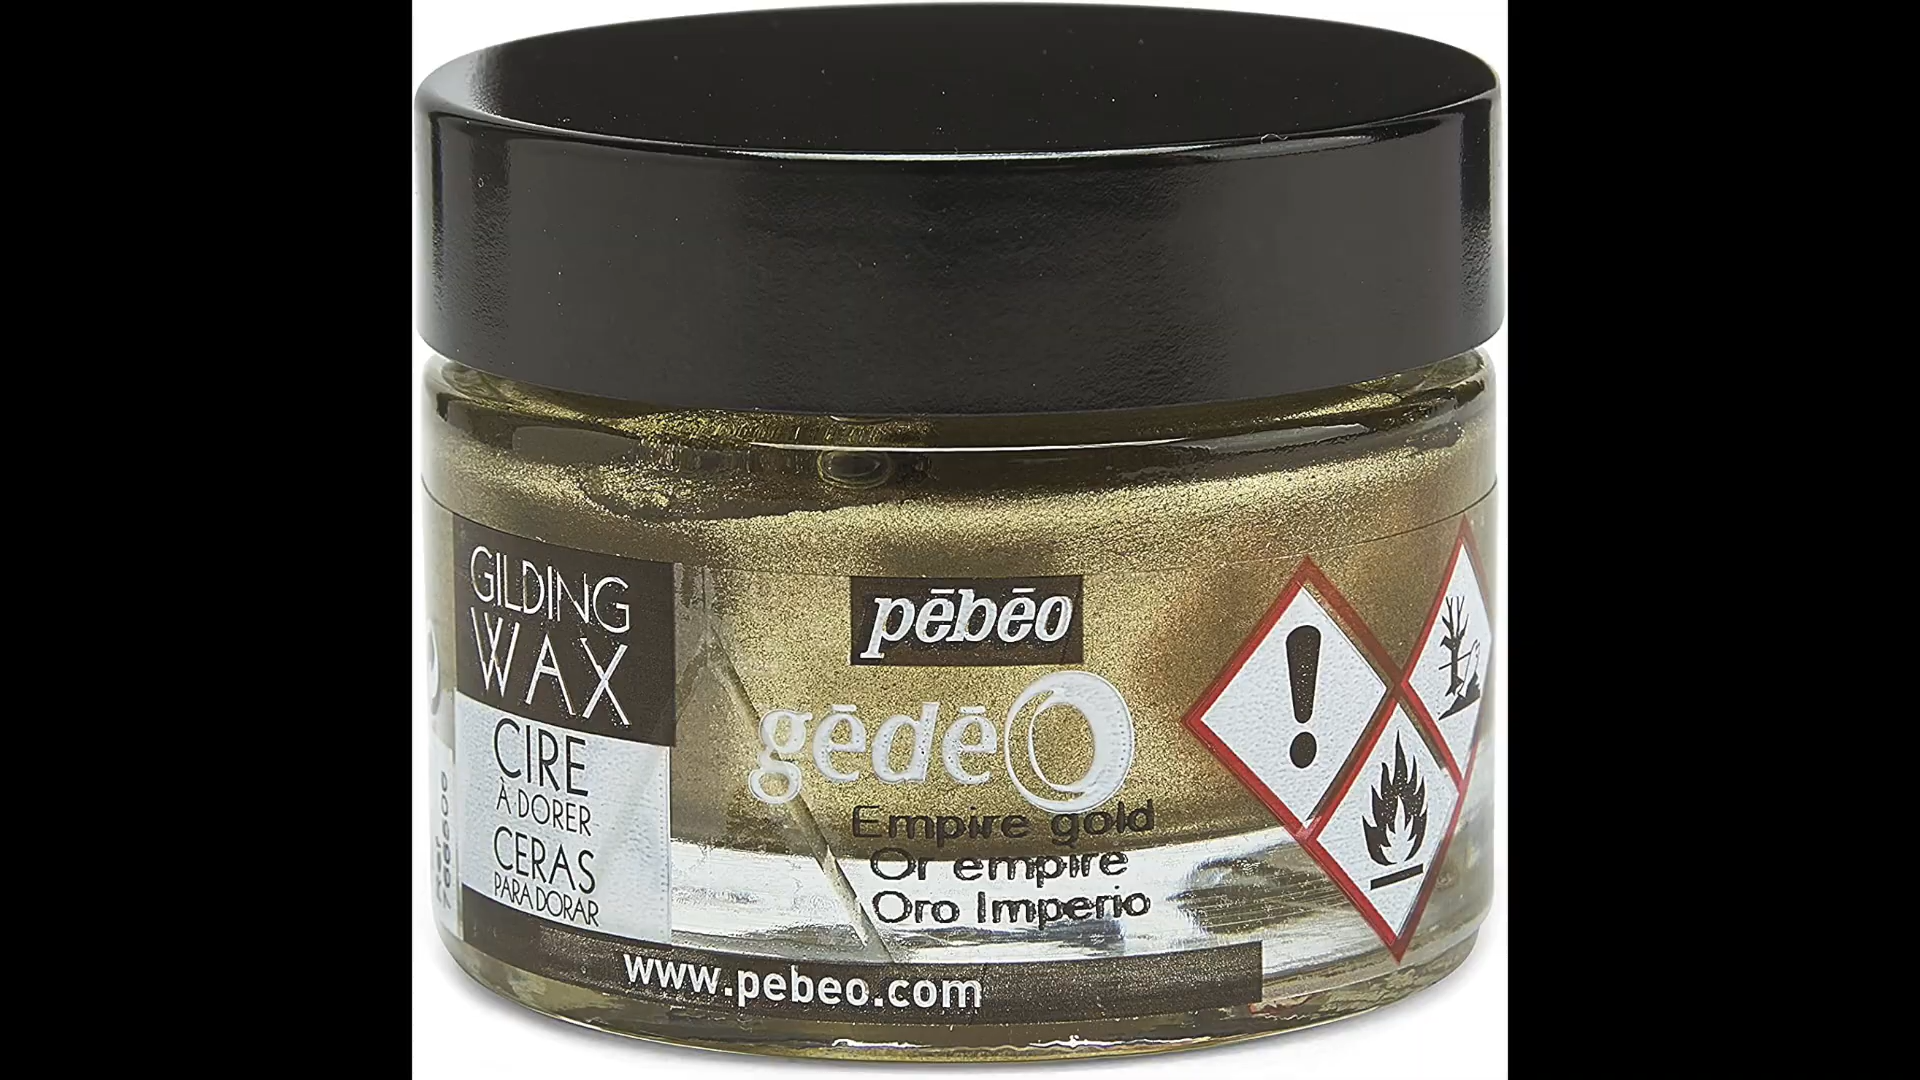 GILDING
WAX
CIRE
À DORER
CERAS
PARA DORAR
pēbēo
gēdēO
Empire gold
Or empire
Oro Imperio
www.pebeo.com